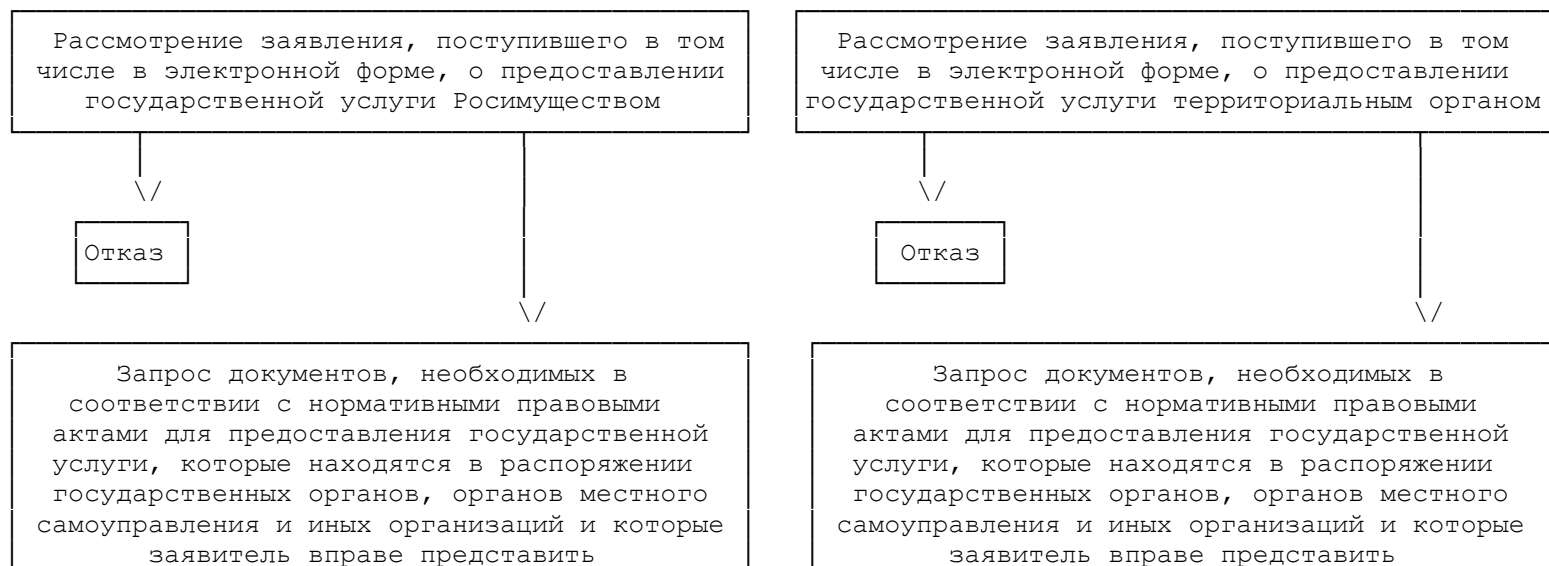 Рассмотрение заявления, поступившего в том
числе в электронной форме, о предоставлении
государственной услуги Росимуществом
Рассмотрение заявления, поступившего в том
числе в электронной форме, о предоставлении
государственной услуги территориальным органом
Отказ
Отказ
Запрос документов, необходимых в
соответствии с нормативными правовыми
актами для предоставления государственной
услуги, которые находятся в распоряжении
государственных органов, органов местного
самоуправления и иных организаций и которые
заявитель вправе представить
Запрос документов, необходимых в
соответствии с нормативными правовыми
актами для предоставления государственной
услуги, которые находятся в распоряжении
государственных органов, органов местного
самоуправления и иных организаций и которые
заявитель вправе представить